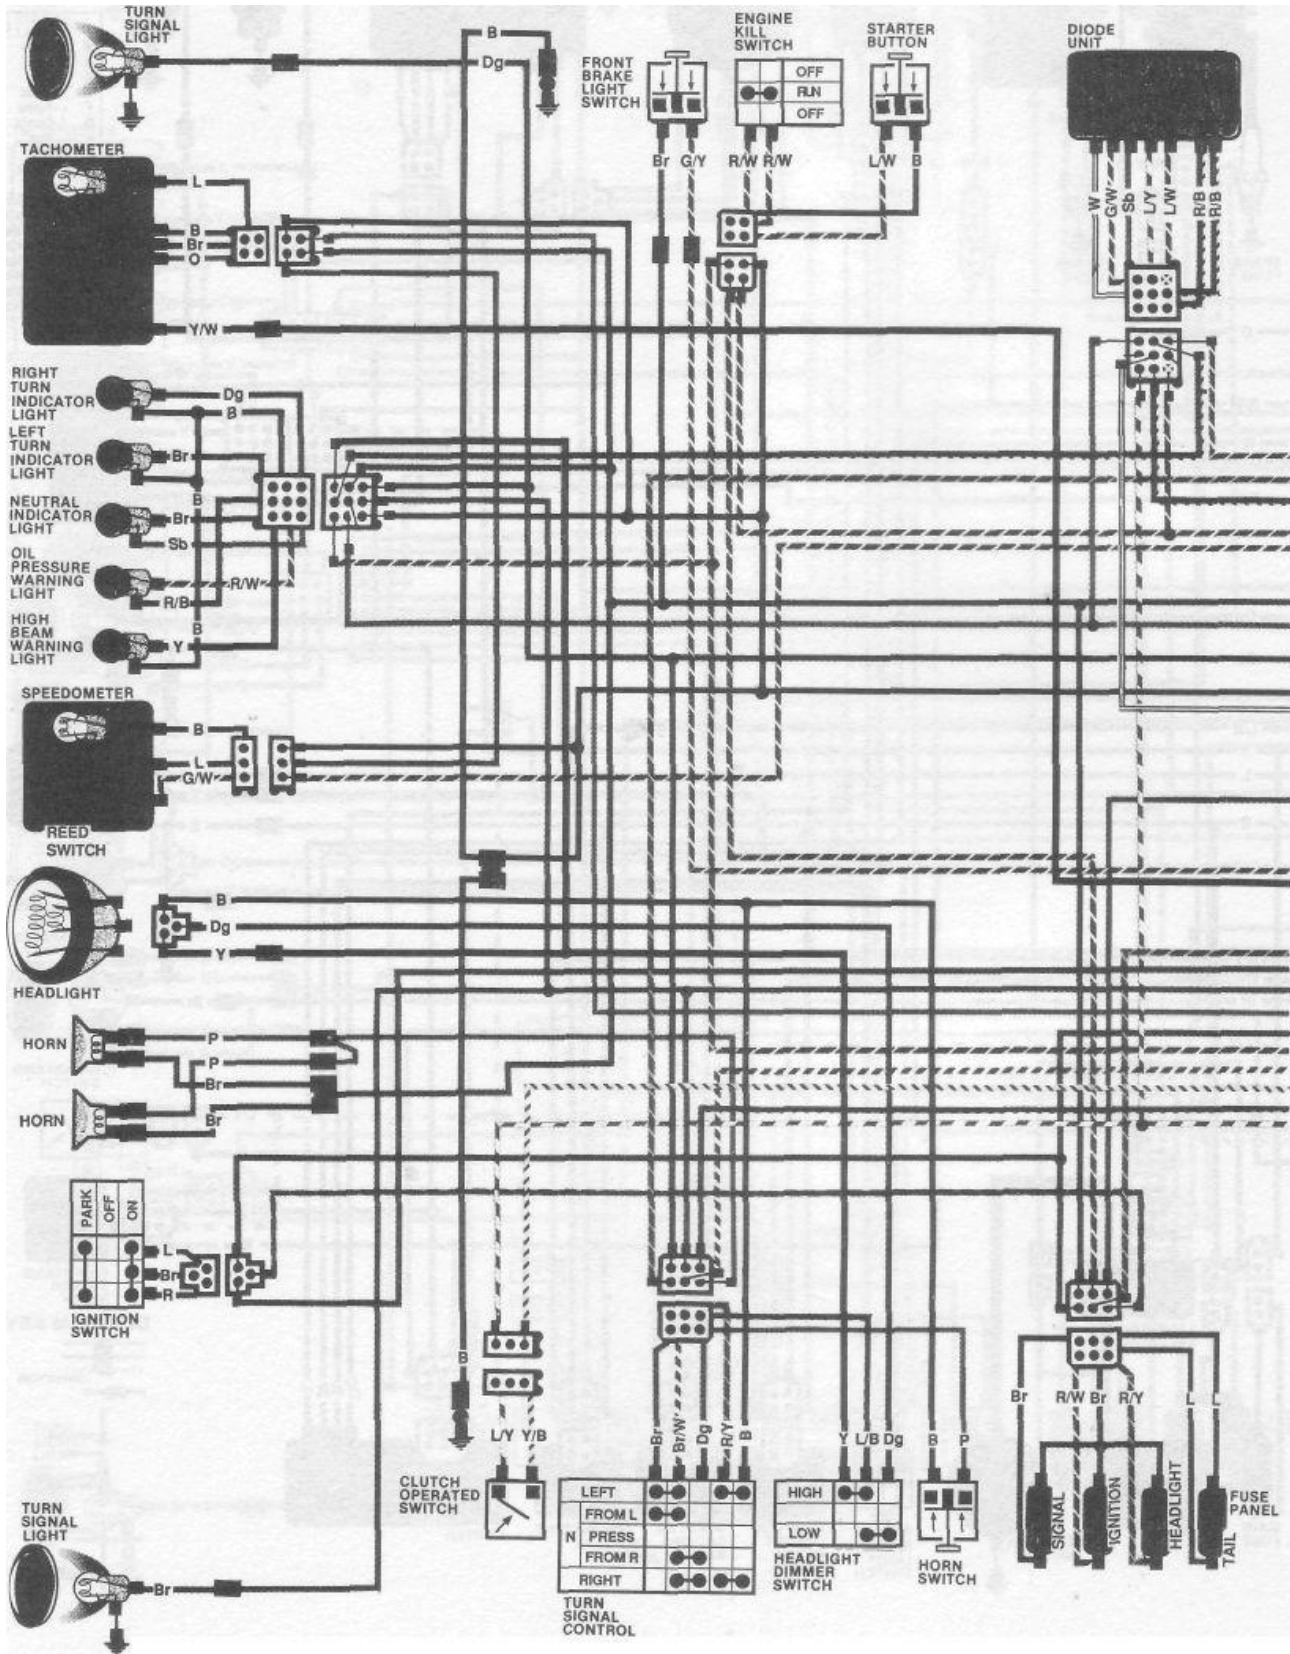 TURN
SIGNAL
LIGHT
B
Dg
FRONT
BRAKE
LIGHT
SWITCH
ENGINE
KILL
SWITCH
OFF
RUN
OFF
STARTER
BUTTON
DIODE
UNIT
Br G/Y R/W R/W L/W B
W G/W Sb L/Y L/W R/B R/B
TACHOMETER
L
B
Br
O
Y/W
RIGHT
TURN
INDICATOR
LIGHT
Dg
B
LEFT
TURN
INDICATOR
LIGHT
Br
B
NEUTRAL
INDICATOR
LIGHT
Br
Sb
OIL
PRESSURE
WARNING
LIGHT
R/W
R/B
HIGH
BEAM
WARNING
LIGHT
B
Y
SPEEDOMETER
B
L
G/W
REED
SWITCH
B
Dg
Y
HEADLIGHT
HORN
P
P
Br
HORN
Br
PARK
OFF
ON
L
Br
R
IGNITION
SWITCH
B
L/Y Y/B
CLUTCH
OPERATED
SWITCH
Br Br/W Dg R/Y B
LEFT
FROM L
N PRESS
FROM R
RIGHT
TURN
SIGNAL
CONTROL
Y L/B Dg
HIGH
LOW
HEADLIGHT
DIMMER
SWITCH
B P
HORN
SWITCH
Br R/W Br R/Y L L
SIGNAL
IGNITION
HEADLIGHT
TAIL
FUSE
PANEL
TURN
SIGNAL
LIGHT
Br